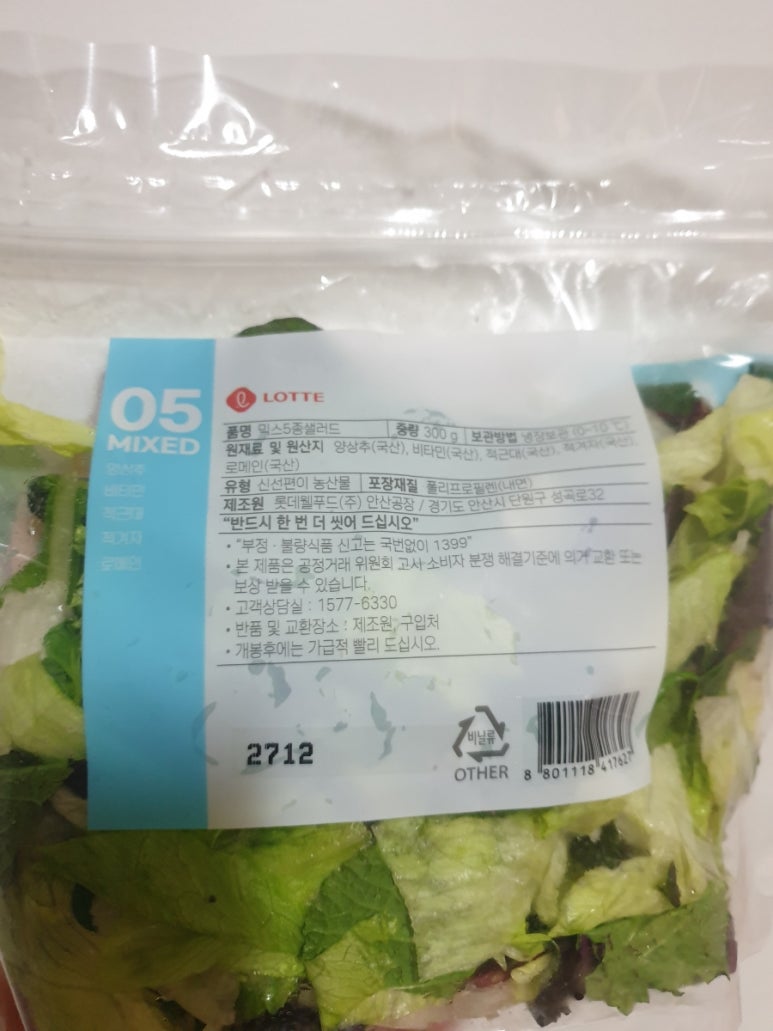 05
MIXED
양상추
비타민
적근대
적겨자
로메인
LOTTE
품명 믹스5종샐러드 중량 300 g 보관방법 냉장보관 (0~10 ℃)
원재료 및 원산지 양상추(국산), 비타민(국산), 적근대(국산), 적겨자(국산),
로메인(국산)
유형 신선편이 농산물 포장재질 폴리프로필렌(내면)
제조원 롯데웰푸드(주) 안산공장 / 경기도 안산시 단원구 성곡로32
"반드시 한 번 더 씻어 드십시오"
• "부정·불량식품 신고는 국번없이 1399"
• 본 제품은 공정거래 위원회 고시 소비자 분쟁 해결기준에 의거 교환 또는
보상 받을 수 있습니다.
• 고객상담실 : 1577-6330
• 반품 및 교환장소 : 제조원, 구입처
• 개봉후에는 가급적 빨리 드십시오.
2712
비닐류
OTHER
8 801118 417627